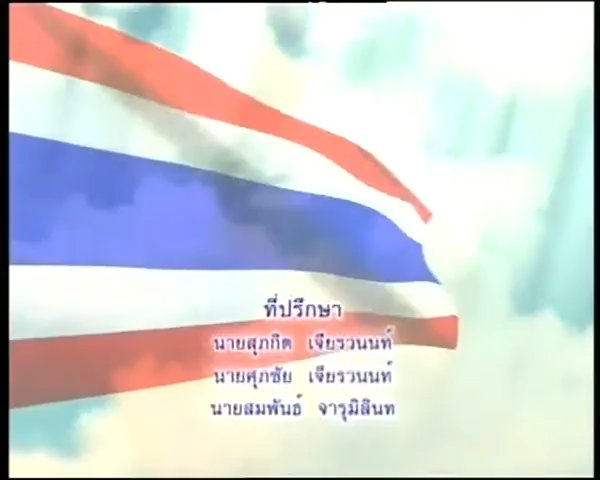 ที่ปรึกษา
นายสุภกิต เจียรวนนท์
นายศุภชัย เจียรวนนท์
นายสมพันธ์ จารุมิลินท